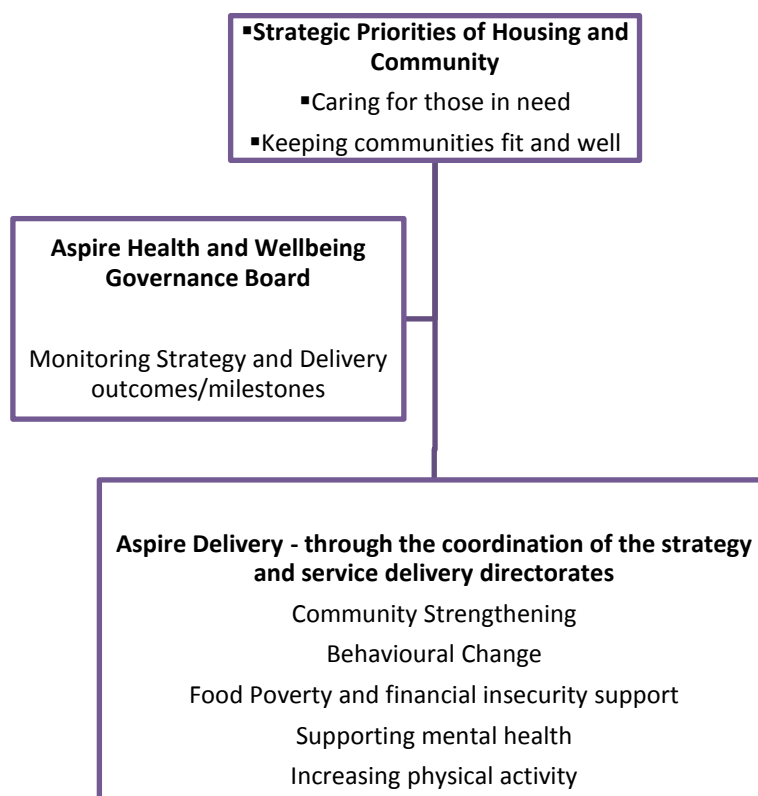 ▪Strategic Priorities of Housing and
Community
▪Caring for those in need
▪Keeping communities fit and well
Aspire Health and Wellbeing
Governance Board
Monitoring Strategy and Delivery
outcomes/milestones
Aspire Delivery - through the coordination of the strategy
and service delivery directorates
Community Strengthening
Behavioural Change
Food Poverty and financial insecurity support
Supporting mental health
Increasing physical activity